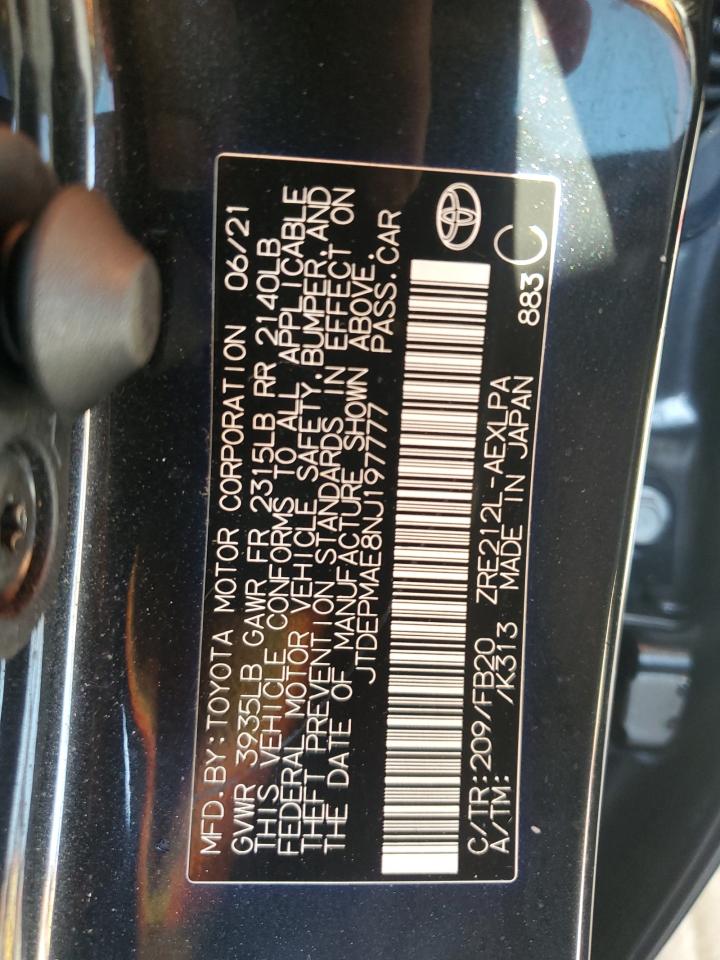 MFD.BY:TOYOTA MOTOR CORPORATION 06/21
GVWR 3935LB GAWR FR 2315LB RR 2140LB
THIS VEHICLE CONFORMS TO ALL APPLICABLE
FEDERAL MOTOR VEHICLE SAFETY,BUMPER,AND
THEFT PREVENTION STANDARDS IN EFFECT ON
THE DATE OF MANUFACTURE SHOWN ABOVE.
JTDEPMAE8NJ197777 PASS.CAR
C/TR:209/FB20 ZRE212L-AEXLPA 883 C
A/TM: /K313 MADE IN JAPAN